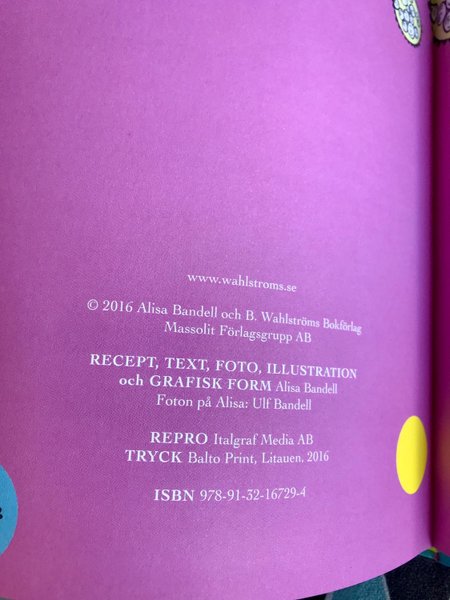 www.wahlstroms.se
© 2016 Alisa Bandell och B. Wahlströms Bokförlag
Massolit Förlagsgrupp AB
RECEPT, TEXT, FOTO, ILLUSTRATION
och GRAFISK FORM Alisa Bandell
Foton på Alisa: Ulf Bandell
REPRO Italgraf Media AB
TRYCK Balto Print, Litauen. 2016
ISBN 978-91-32-16729-4